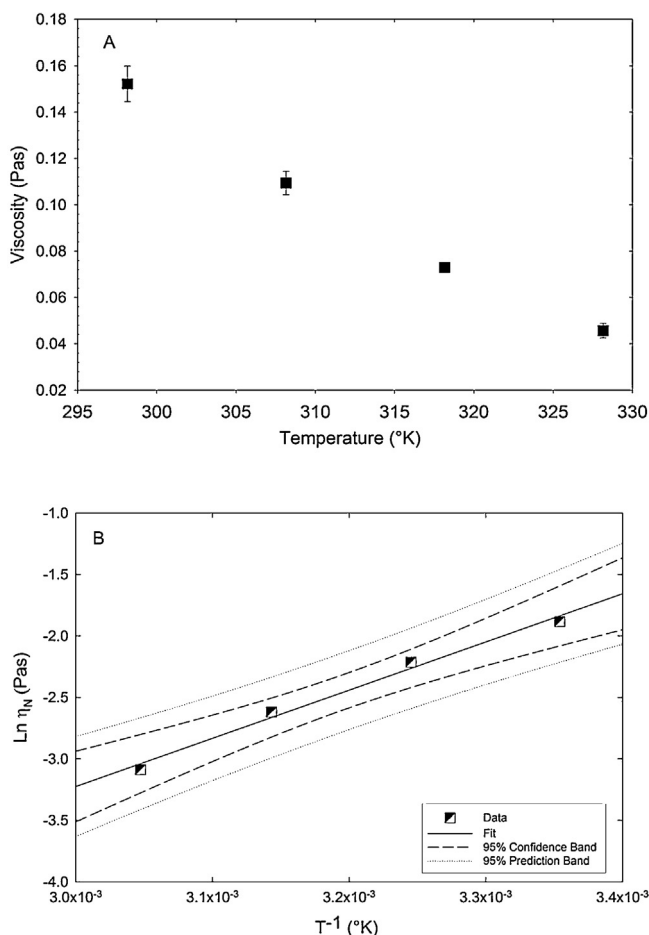 A
0.18
0.16
0.14
0.12
0.10
0.08
0.06
0.04
0.02
Viscosity (Pas)
295 300 305 310 315 320 325 330
Temperature (°K)
B
-1.0
-1.5
-2.0
-2.5
-3.0
-3.5
-4.0
Ln ηN (Pas)
Data
Fit
95% Confidence Band
95% Prediction Band
3.0x10-3 3.1x10-3 3.2x10-3 3.3x10-3 3.4x10-3
T-1 (°K)